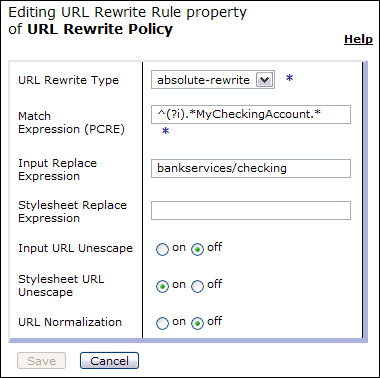 Editing URL Rewrite Rule property
of URL Rewrite Policy
Help
URL Rewrite Type
absolute-rewrite
*
Match
Expression (PCRE)
^(?i).*MyCheckingAccount.*
*
Input Replace
Expression
bankservices/checking
Stylesheet Replace
Expression
Input URL Unescape
on off
Stylesheet URL
Unescape
on off
URL Normalization
on off
Save Cancel